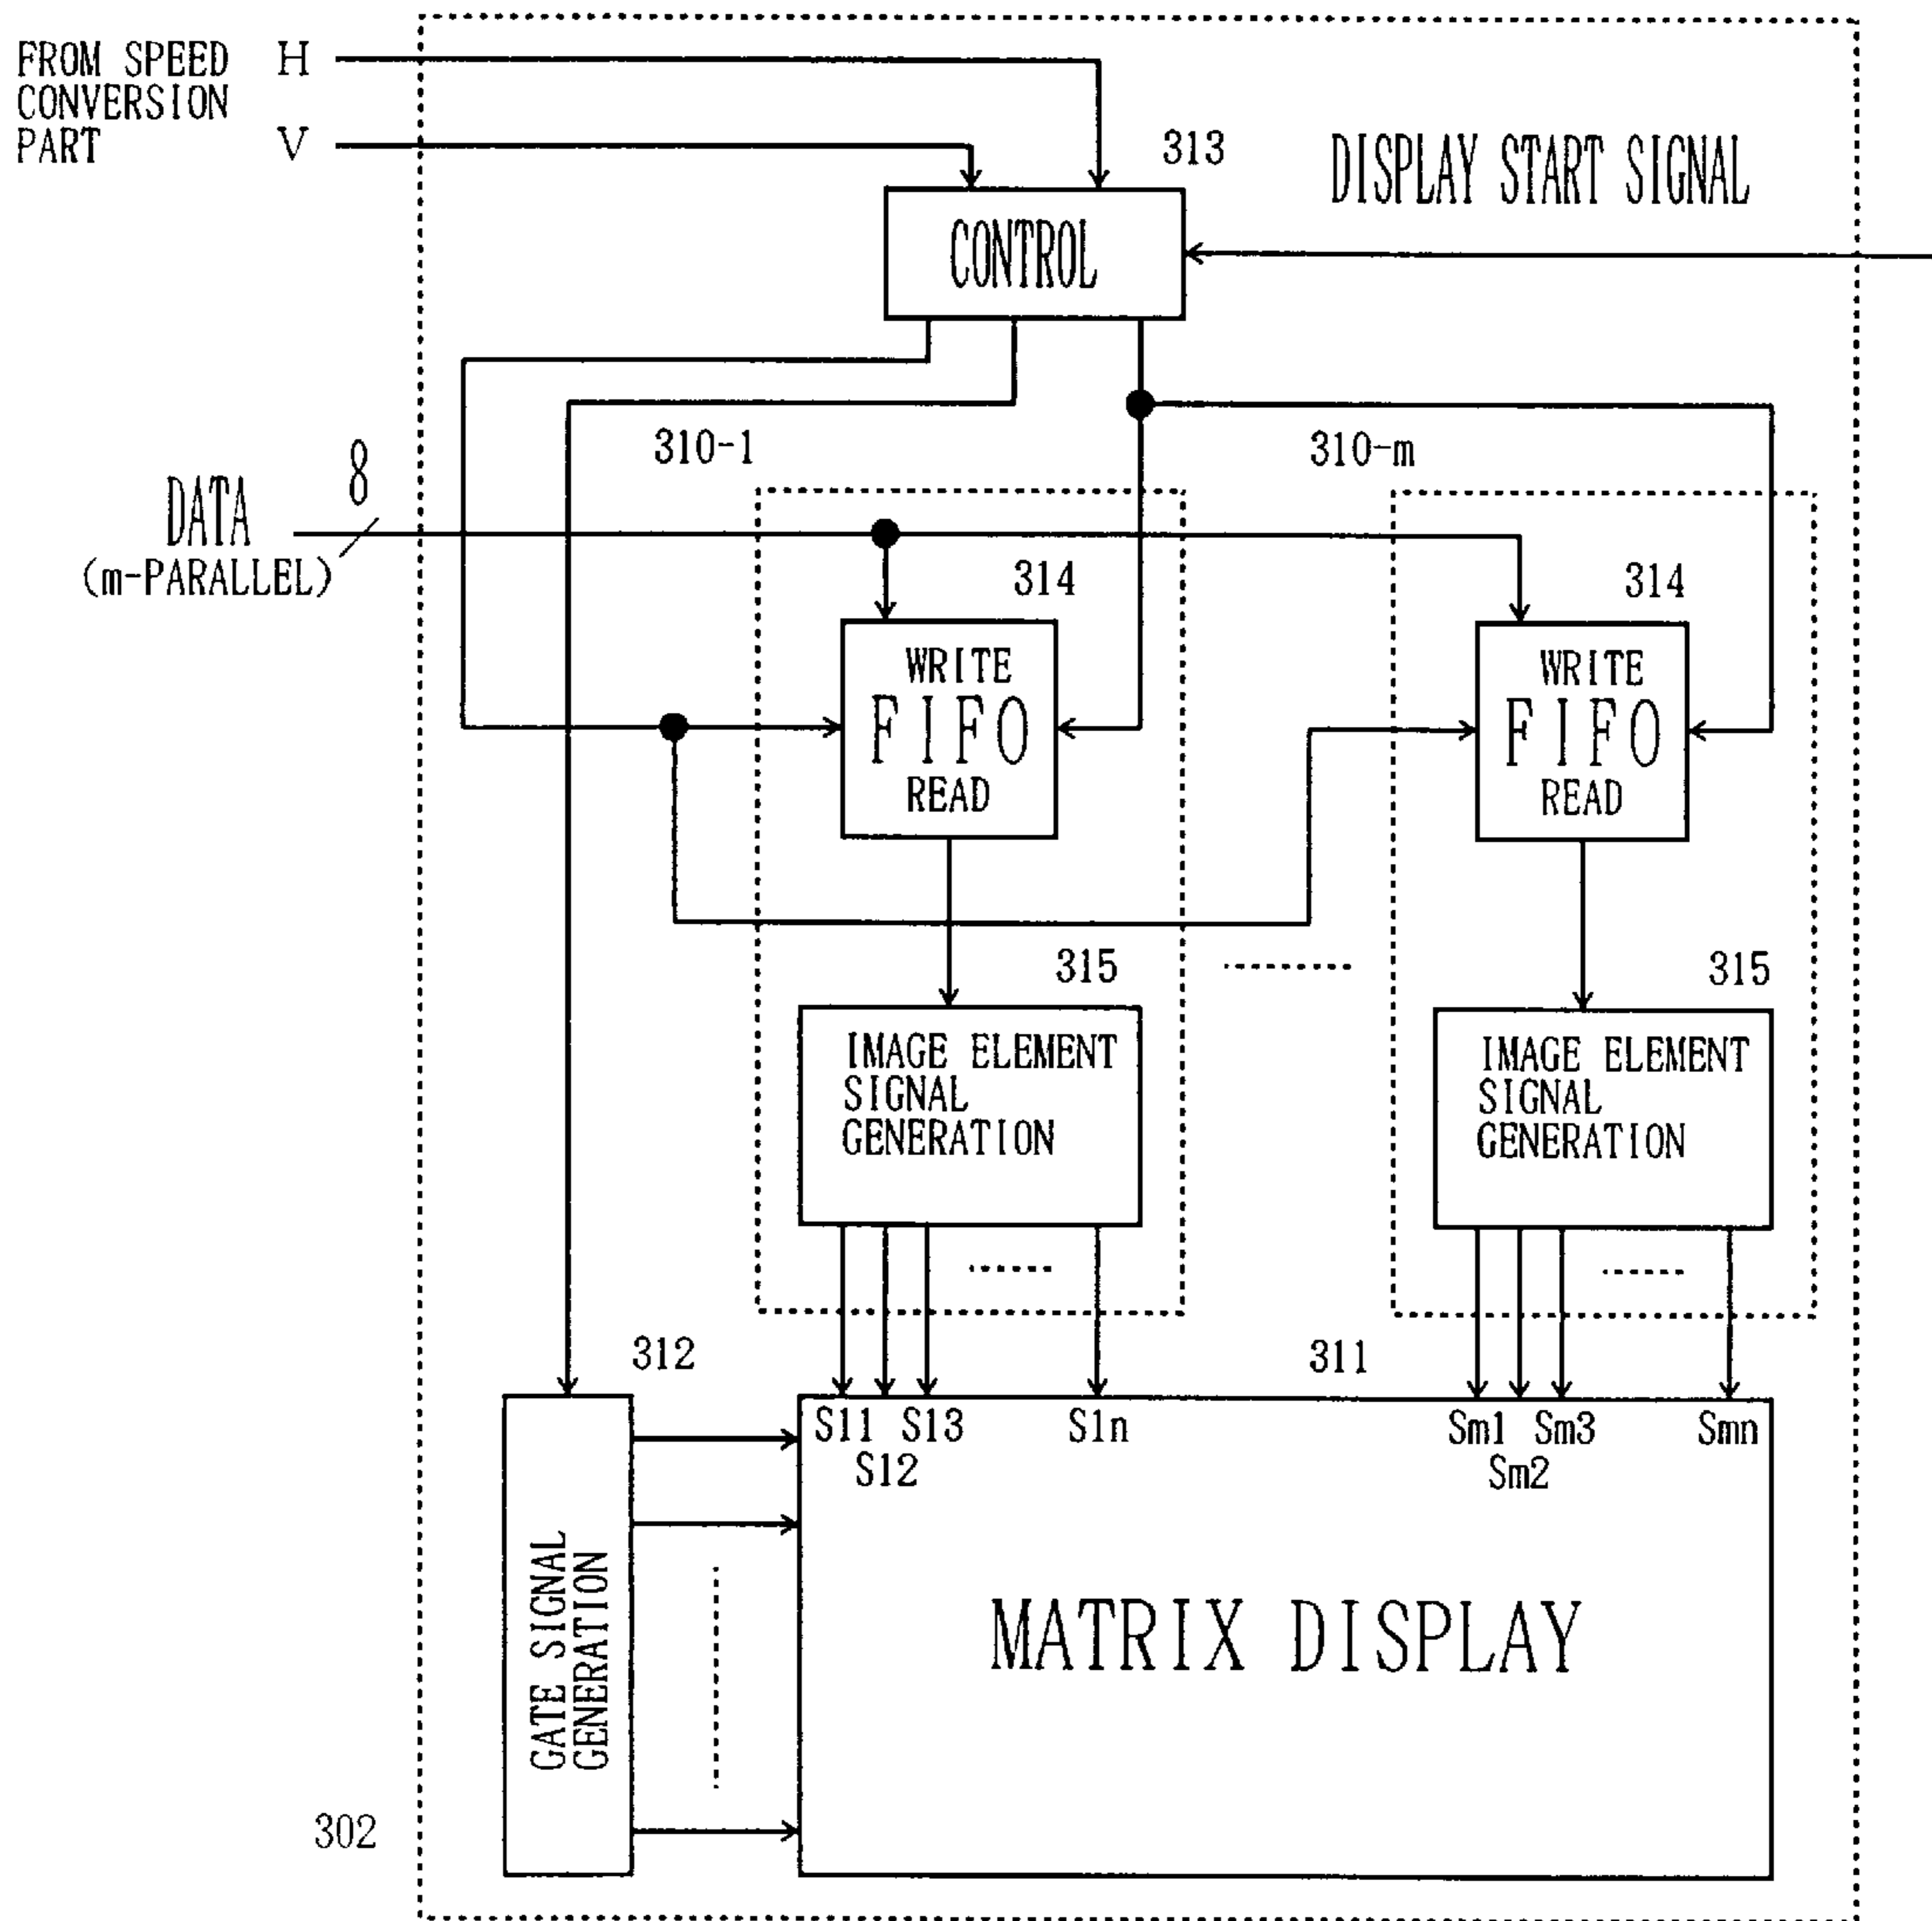 FROM SPEED H
CONVERSION
PART V
313
DISPLAY START SIGNAL
CONTROL
310-1
310-m
8
DATA
(m-PARALLEL)
314
314
WRITE
FIFO
READ
WRITE
FIFO
READ
315
315
IMAGE ELEMENT
SIGNAL
GENERATION
IMAGE ELEMENT
SIGNAL
GENERATION
312
311
S11 S13 S1n Sm1 Sm3 Smn
S12 Sm2
GATE SIGNAL
GENERATION
MATRIX DISPLAY
302